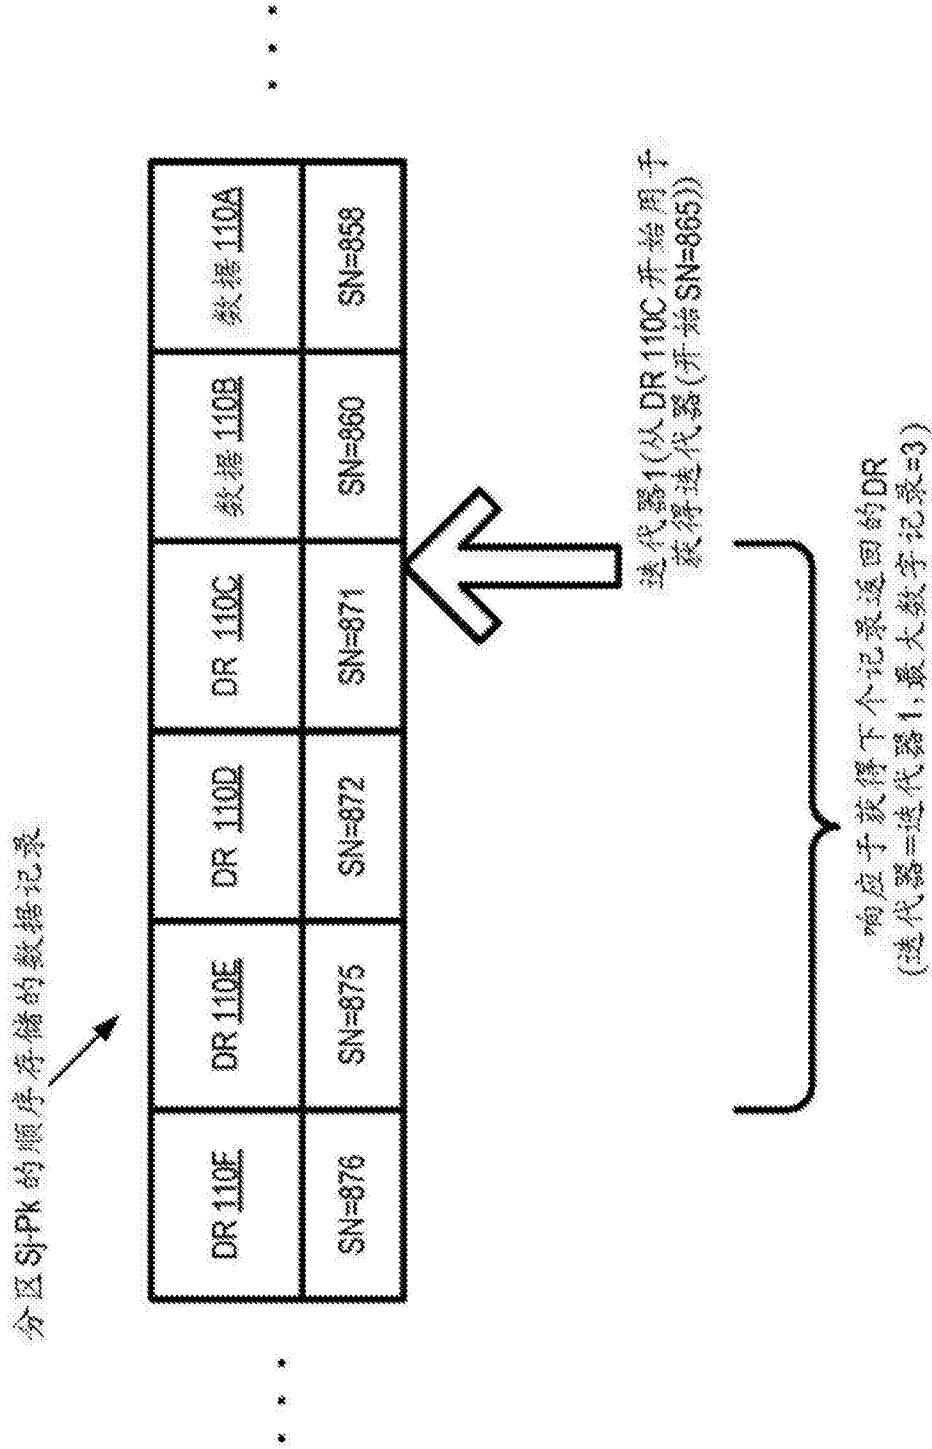 分区Sj-Pk的顺序存储的数据记录
DR 110F
DR 110E
DR 110D
DR 110C
数据 110B
数据 110A
SN=876
SN=875
SN=872
SN=871
SN=860
SN=858
迭代器1(从DR 110C开始用于
获得迭代器(开始SN=865))
响应于获得下个记录返回的DR
(迭代器=迭代器1,最大数字记录=3)